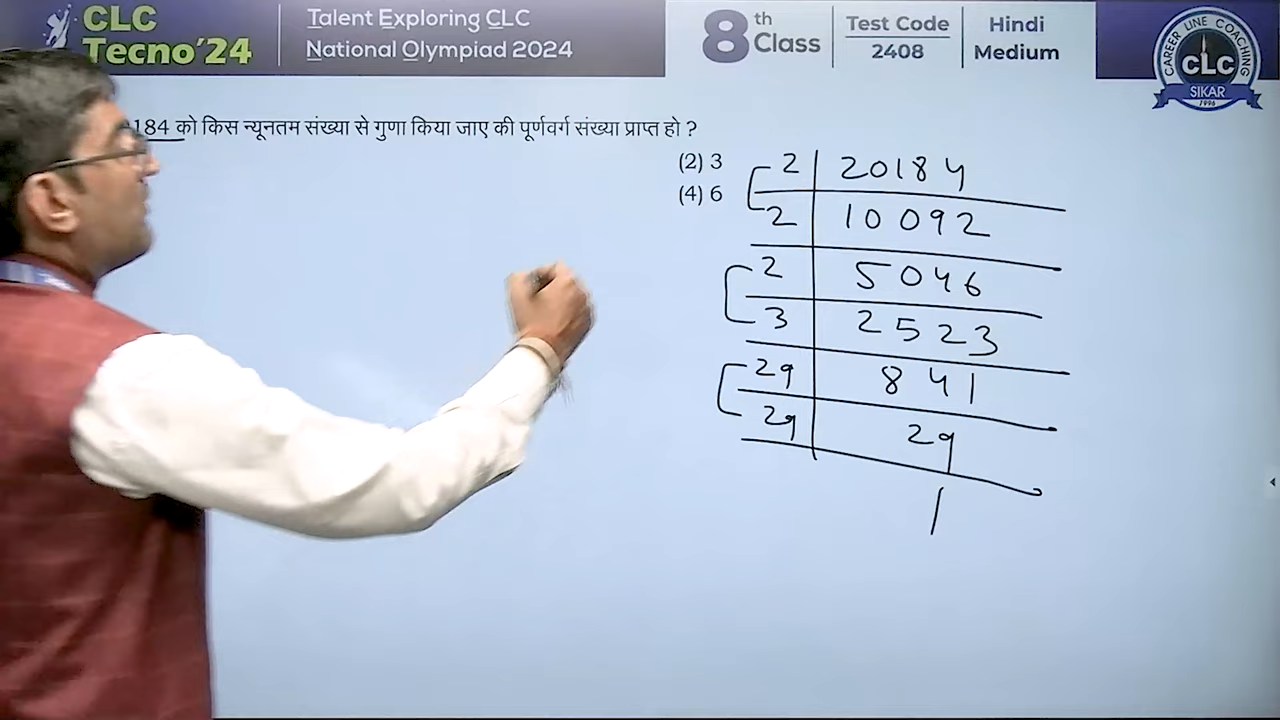 CLC
Tecno'24
Talent Exploring CLC
National Olympiad 2024
8th Class
Test Code
2408
Hindi
Medium
CAREER LINE COACHING
CLC
SIKAR
1996
184 को किस न्यूनतम संख्या से गुणा किया जाए की पूर्णवर्ग संख्या प्राप्त हो ?
(2) 3
(4) 6
2 20184
2 10092
2 5046
3 2523
29 841
29 29
1